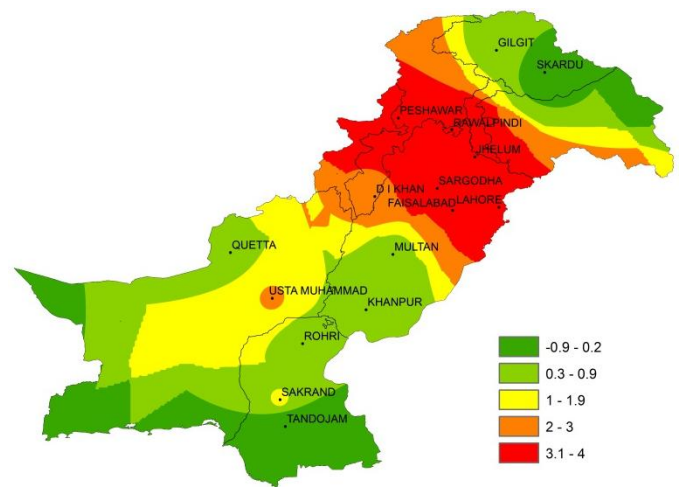 GILGIT
SKARDU
PESHAWAR
RAWALPINDI
JHELUM
SARGODHA
D I KHAN
FAISALABAD
LAHORE
QUETTA
MULTAN
USTA MUHAMMAD
KHANPUR
ROHRI
SAKRAND
TANDOJAM
-0.9 - 0.2
0.3 - 0.9
1 - 1.9
2 - 3
3.1 - 4